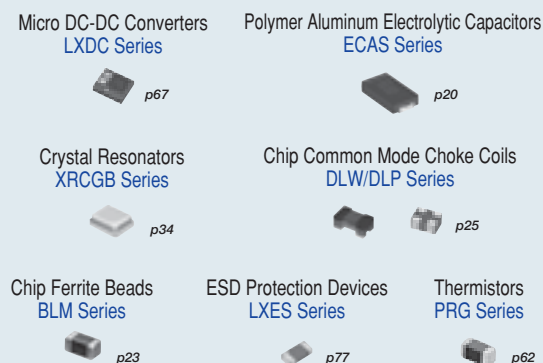 Micro DC-DC Converters
LXDC Series
p67
Polymer Aluminum Electrolytic Capacitors
ECAS Series
p20
Crystal Resonators
XRCGB Series
p34
Chip Common Mode Choke Coils
DLW/DLP Series
p25
Chip Ferrite Beads
BLM Series
p23
ESD Protection Devices
LXES Series
p77
Thermistors
PRG Series
p62